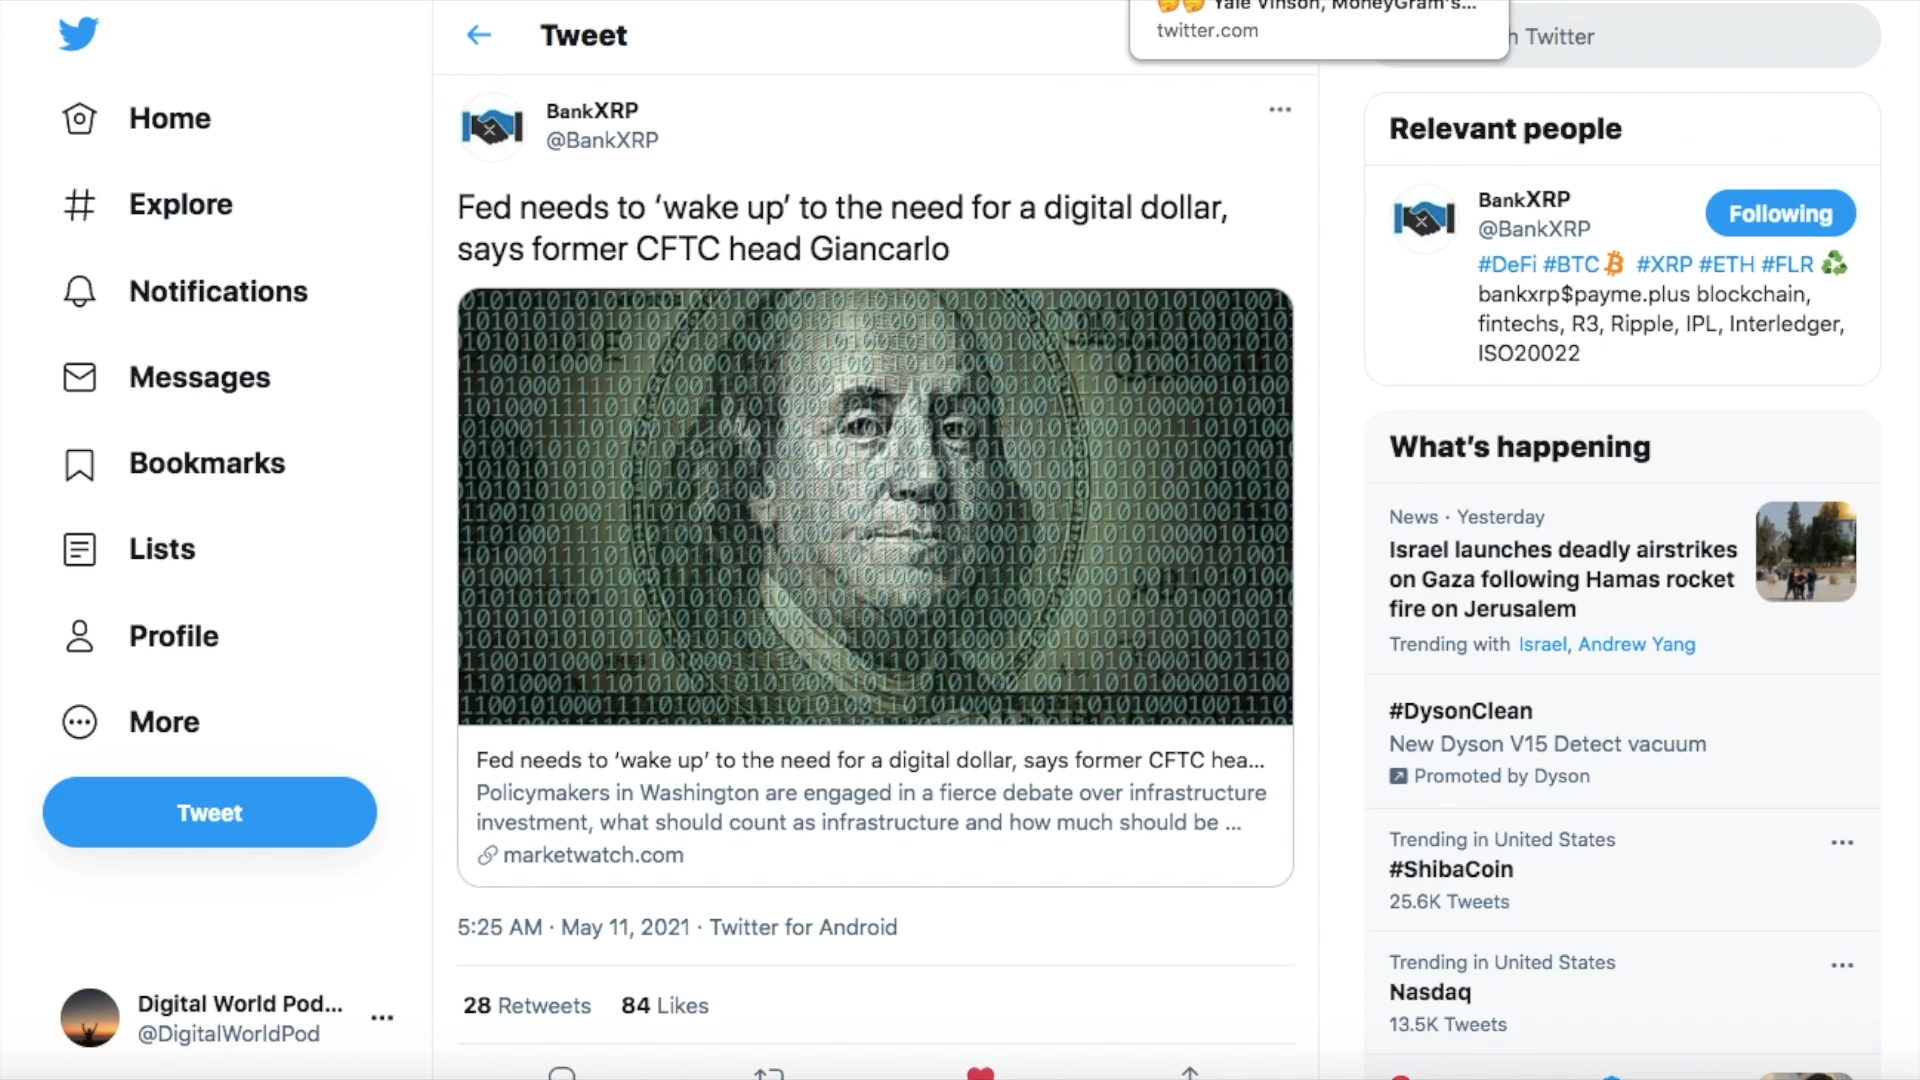 Home
Explore
Notifications
Messages
Bookmarks
Lists
Profile
More
Tweet
Digital World Pod...
@DigitalWorldPod
Tweet
BankXRP
@BankXRP
Fed needs to ‘wake up’ to the need for a digital dollar,
says former CFTC head Giancarlo
Fed needs to ‘wake up’ to the need for a digital dollar, says former CFTC hea...
Policymakers in Washington are engaged in a fierce debate over infrastructure
investment, what should count as infrastructure and how much should be ...
marketwatch.com
5:25 AM · May 11, 2021 · Twitter for Android
28 Retweets 84 Likes
Yale Vinson, MoneyGram's...
twitter.com
Twitter
Relevant people
BankXRP
@BankXRP
Following
#DeFi #BTC #XRP #ETH #FLR
bankxrp$payme.plus blockchain,
fintechs, R3, Ripple, IPL, Interledger,
ISO20022
What’s happening
News · Yesterday
Israel launches deadly airstrikes
on Gaza following Hamas rocket
fire on Jerusalem
Trending with Israel, Andrew Yang
#DysonClean
New Dyson V15 Detect vacuum
Promoted by Dyson
Trending in United States
#ShibaCoin
25.6K Tweets
Trending in United States
Nasdaq
13.5K Tweets